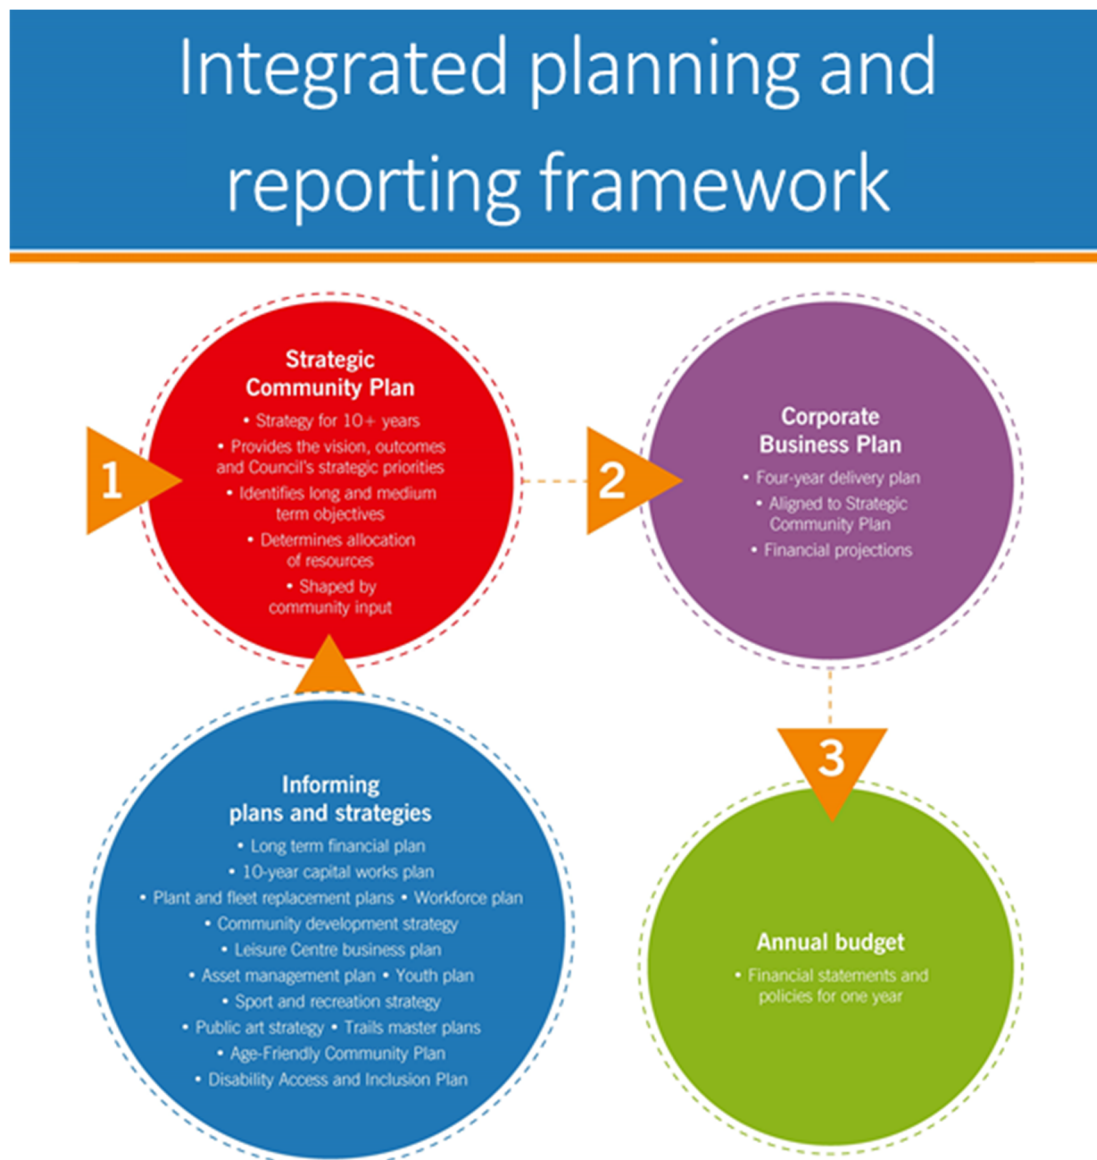 Integrated planning and
reporting framework
1
Strategic
Community Plan
• Strategy for 10+ years
• Provides the vision, outcomes
and Council's strategic priorities
• Identifies long and medium
term objectives
• Determines allocation
of resources
• Shaped by
community input
2
Corporate
Business Plan
• Four-year delivery plan
• Aligned to Strategic
Community Plan
• Financial projections
Informing
plans and strategies
• Long term financial plan
• 10-year capital works plan
• Plant and fleet replacement plans • Workforce plan
• Community development strategy
• Leisure Centre business plan
• Asset management plan • Youth plan
• Sport and recreation strategy
• Public art strategy • Trails master plans
• Age-Friendly Community Plan
• Disability Access and Inclusion Plan
3
Annual budget
• Financial statements and
policies for one year